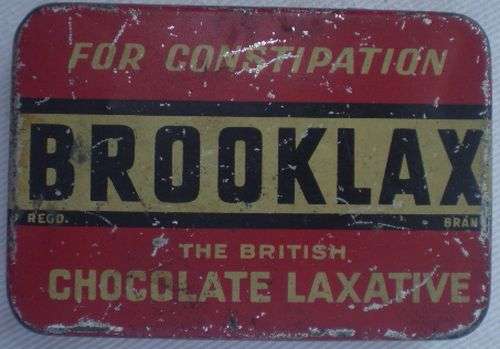 FOR CONSTIPATION
BROOKLAX
REGD. BRAN
THE BRITISH
CHOCOLATE LAXATIVE